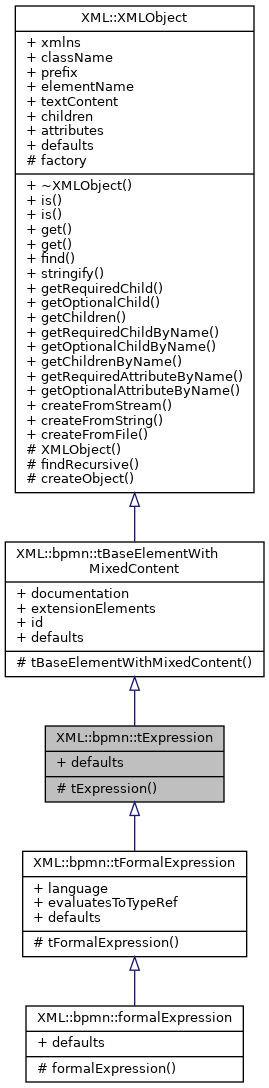 XML::XMLObject
+ xmlns
+ className
+ prefix
+ elementName
+ textContent
+ children
+ attributes
+ defaults
# factory
+ ~XMLObject()
+ is()
+ is()
+ get()
+ get()
+ find()
+ stringify()
+ getRequiredChild()
+ getOptionalChild()
+ getChildren()
+ getRequiredChildByName()
+ getOptionalChildByName()
+ getChildrenByName()
+ getRequiredAttributeByName()
+ getOptionalAttributeByName()
+ createFromStream()
+ createFromString()
+ createFromFile()
# XMLObject()
# findRecursive()
# createObject()
XML::bpmn::tBaseElementWith
MixedContent
+ documentation
+ extensionElements
+ id
+ defaults
# tBaseElementWithMixedContent()
XML::bpmn::tExpression
+ defaults
# tExpression()
XML::bpmn::tFormalExpression
+ language
+ evaluatesToTypeRef
+ defaults
# tFormalExpression()
XML::bpmn::formalExpression
+ defaults
# formalExpression()